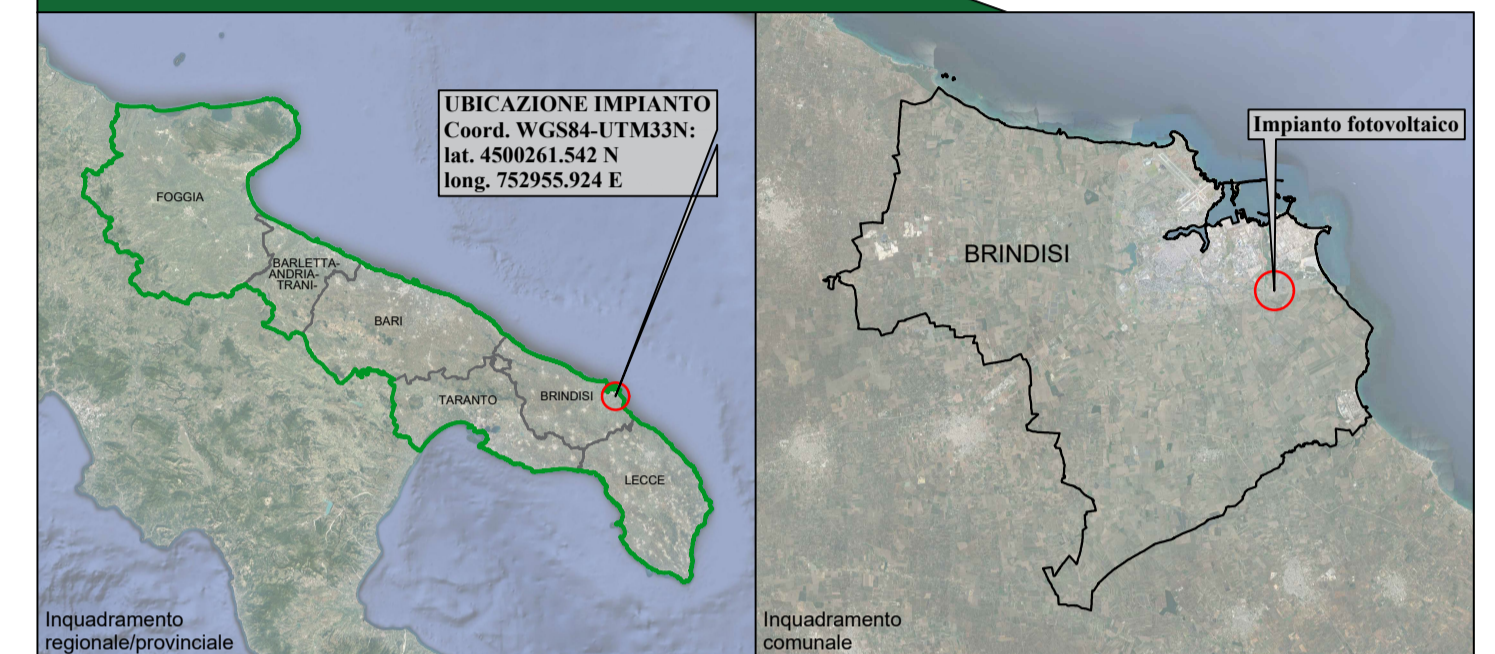 UBICAZIONE IMPIANTO
Coord. WGS84-UTM33N:
lat. 4500261.542 N
long. 752955.924 E
FOGGIA
BARLETTA-
ANDRIA-
TRANI-
BARI
TARANTO
BRINDISI
LECCE
Inquadramento
regionale/provinciale
Impianto fotovoltaico
BRINDISI
Inquadramento
comunale